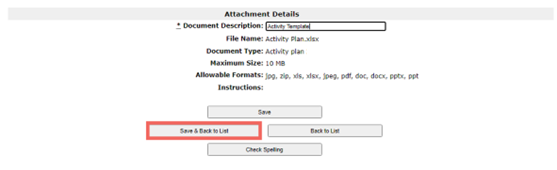 Attachment Details
* Document Description: Activity Template
File Name: Activity Plan.xlsx
Document Type: Activity plan
Maximum Size: 10 MB
Allowable Formats: jpg, zip, xls, xlsx, jpeg, pdf, doc, docx, pptx, ppt
Instructions:
Save
Save & Back to List Back to List
Check Spelling